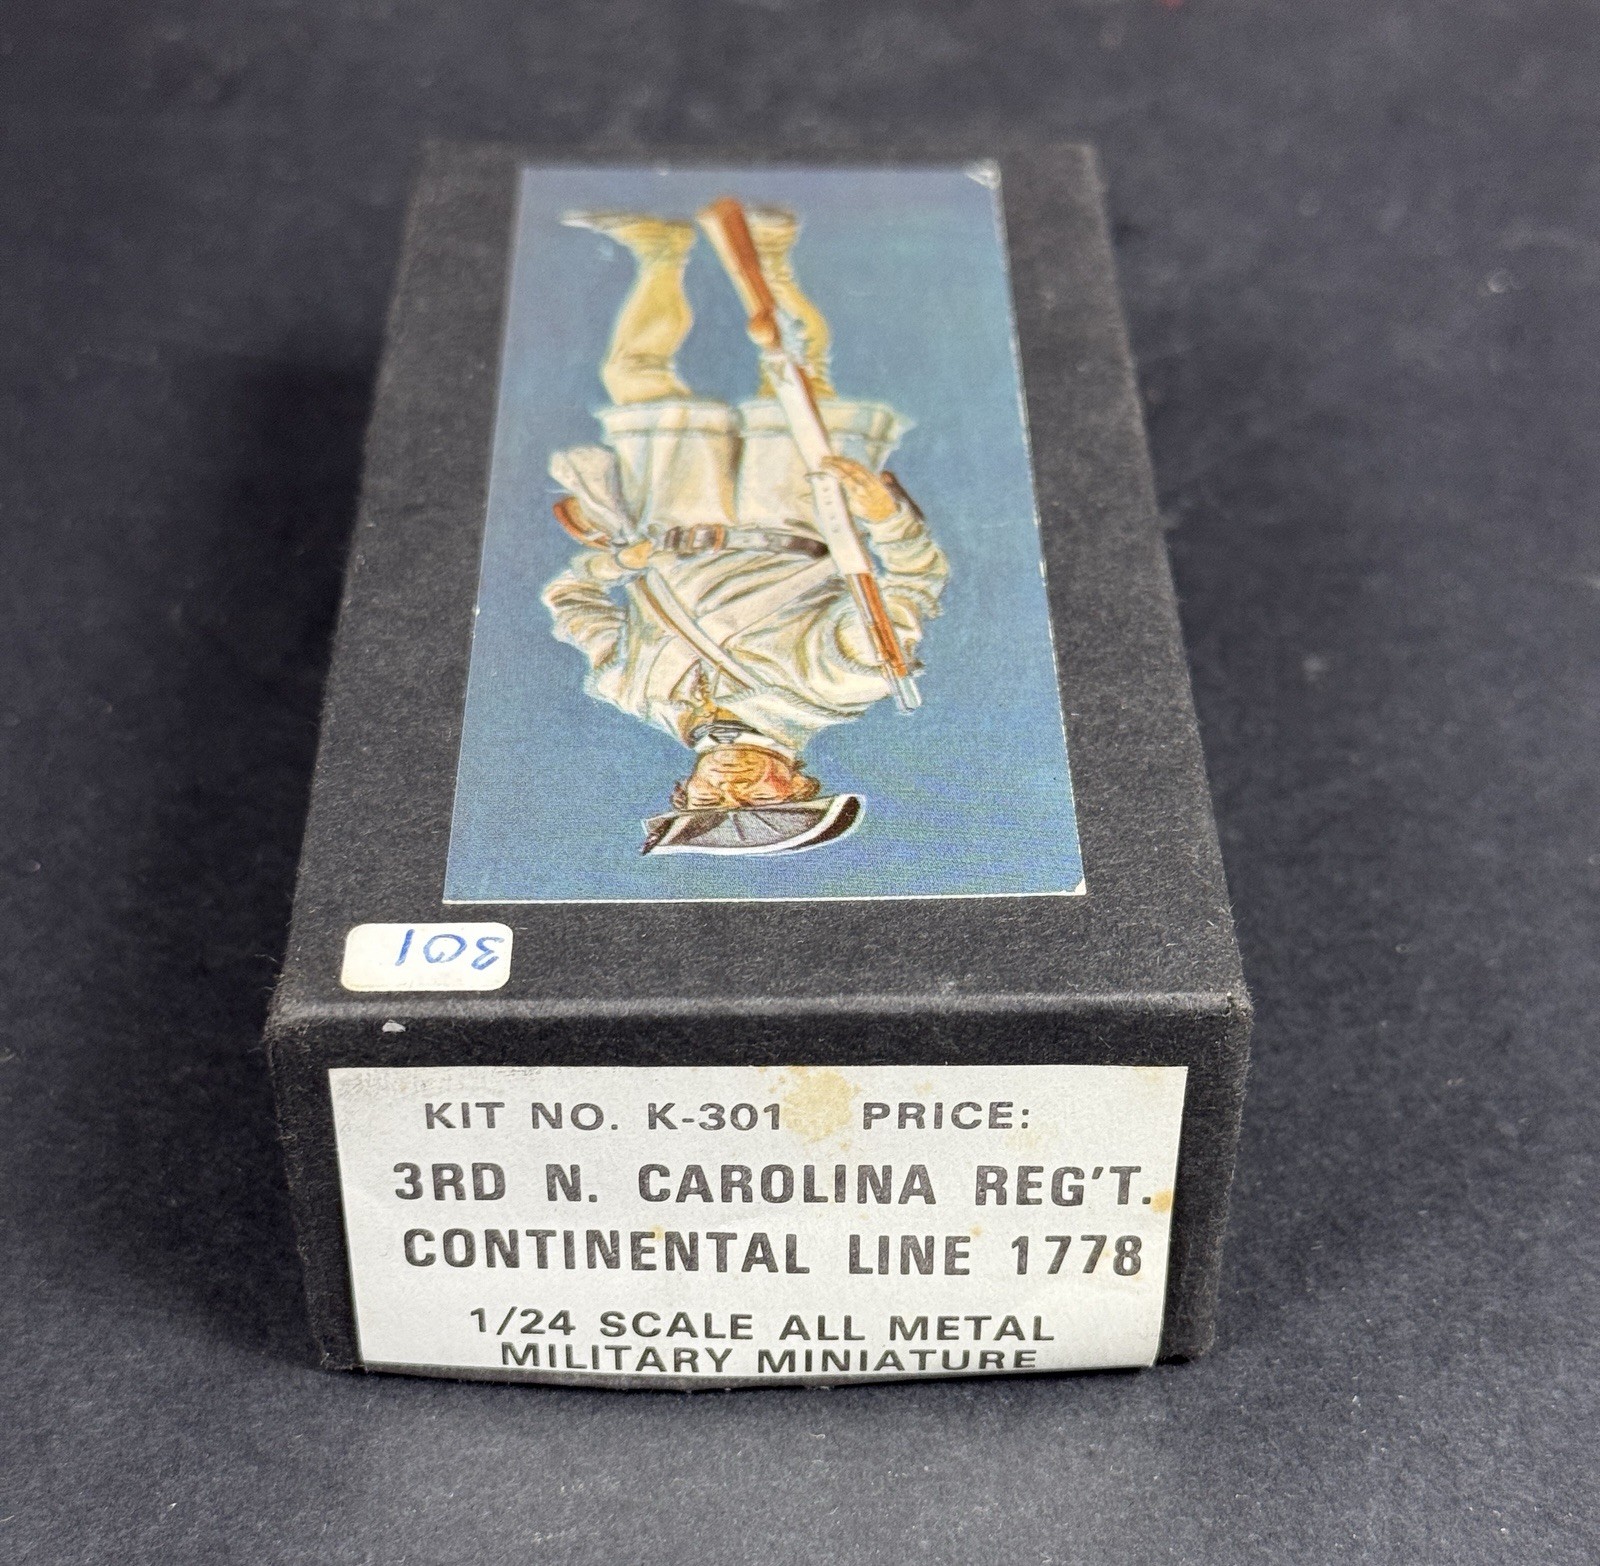 301
KIT NO. K-301 PRICE:
3RD N. CAROLINA REG'T.
CONTINENTAL LINE 1778
1/24 SCALE ALL METAL
MILITARY MINIATURE